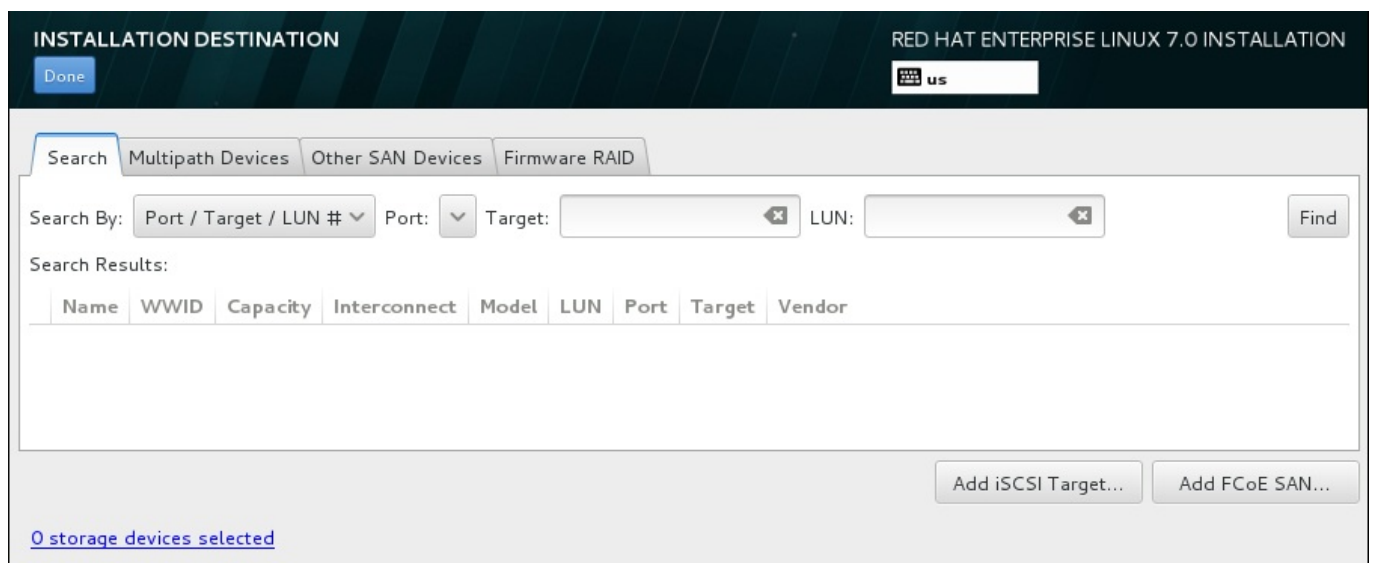 INSTALLATION DESTINATION
RED HAT ENTERPRISE LINUX 7.0 INSTALLATION
Done
us
Search Multipath Devices Other SAN Devices Firmware RAID
Search By: Port / Target / LUN # Port: Target: LUN: Find
Search Results:
Name WWID Capacity Interconnect Model LUN Port Target Vendor
Add iSCSI Target... Add FCoE SAN...
0 storage devices selected